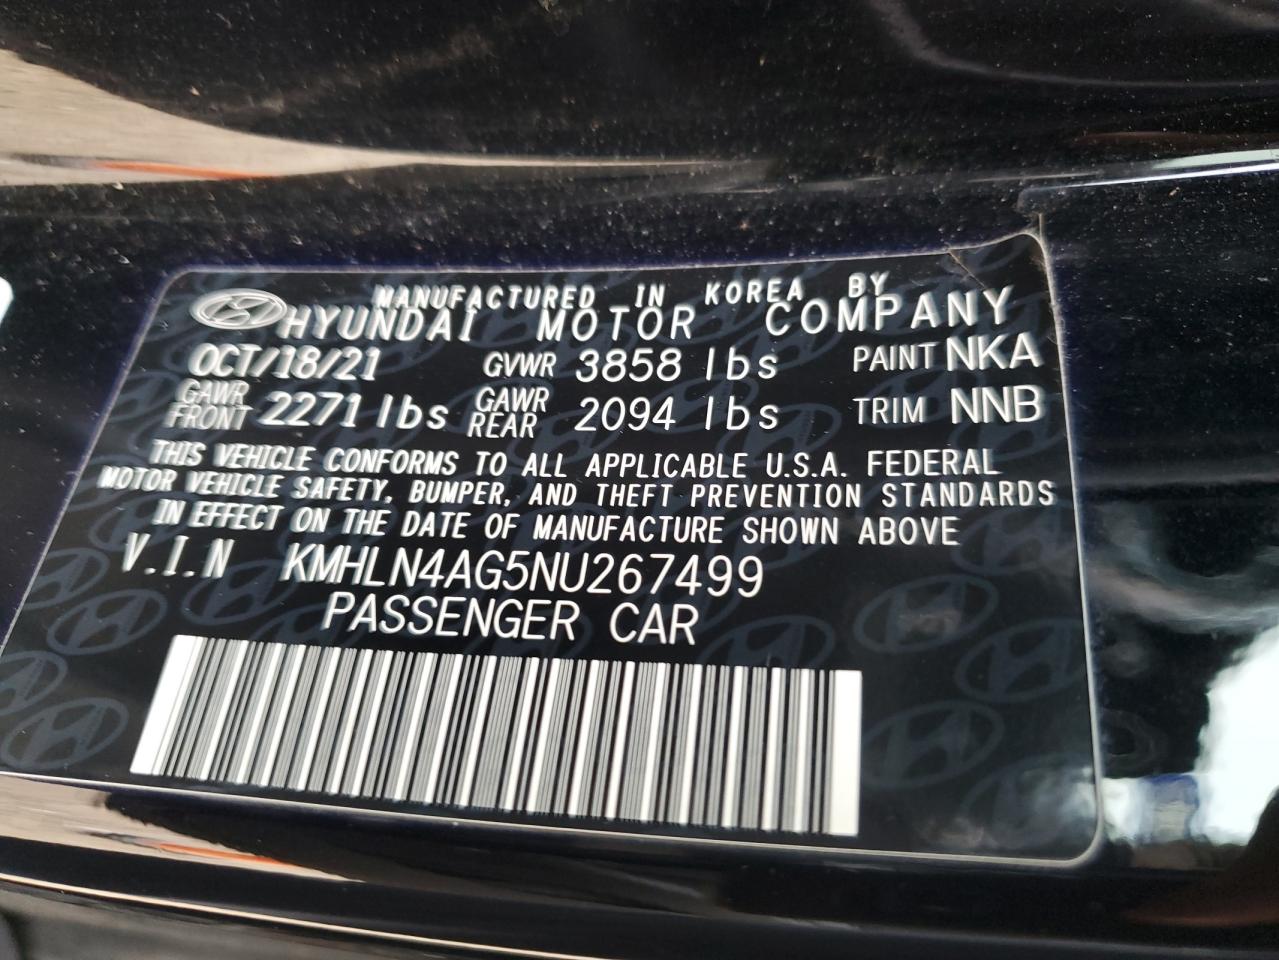 MANUFACTURED IN KOREA BY
HYUNDAI MOTOR COMPANY
OCT/18/21 GVWR 3858 lbs PAINT NKA
GAWR FRONT 2271 lbs GAWR REAR 2094 lbs TRIM NNB
THIS VEHICLE CONFORMS TO ALL APPLICABLE U.S.A. FEDERAL
MOTOR VEHICLE SAFETY, BUMPER, AND THEFT PREVENTION STANDARDS
IN EFFECT ON THE DATE OF MANUFACTURE SHOWN ABOVE
V.I.N KMHLN4AG5NU267499
PASSENGER CAR